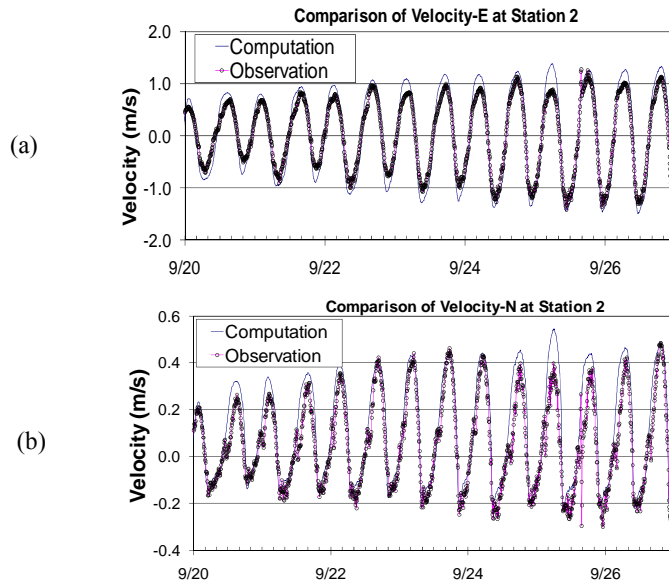 Comparison of Velocity-E at Station 2
2.0
Computation
Observation
1.0
(a)
0.0
Velocity (m/s)
-1.0
-2.0
9/20 9/22 9/24 9/26
Comparison of Velocity-N at Station 2
0.6
Computation
Observation
0.4
(b)
0.2
Velocity (m/s)
0.0
-0.2
-0.4
9/20 9/22 9/24 9/26